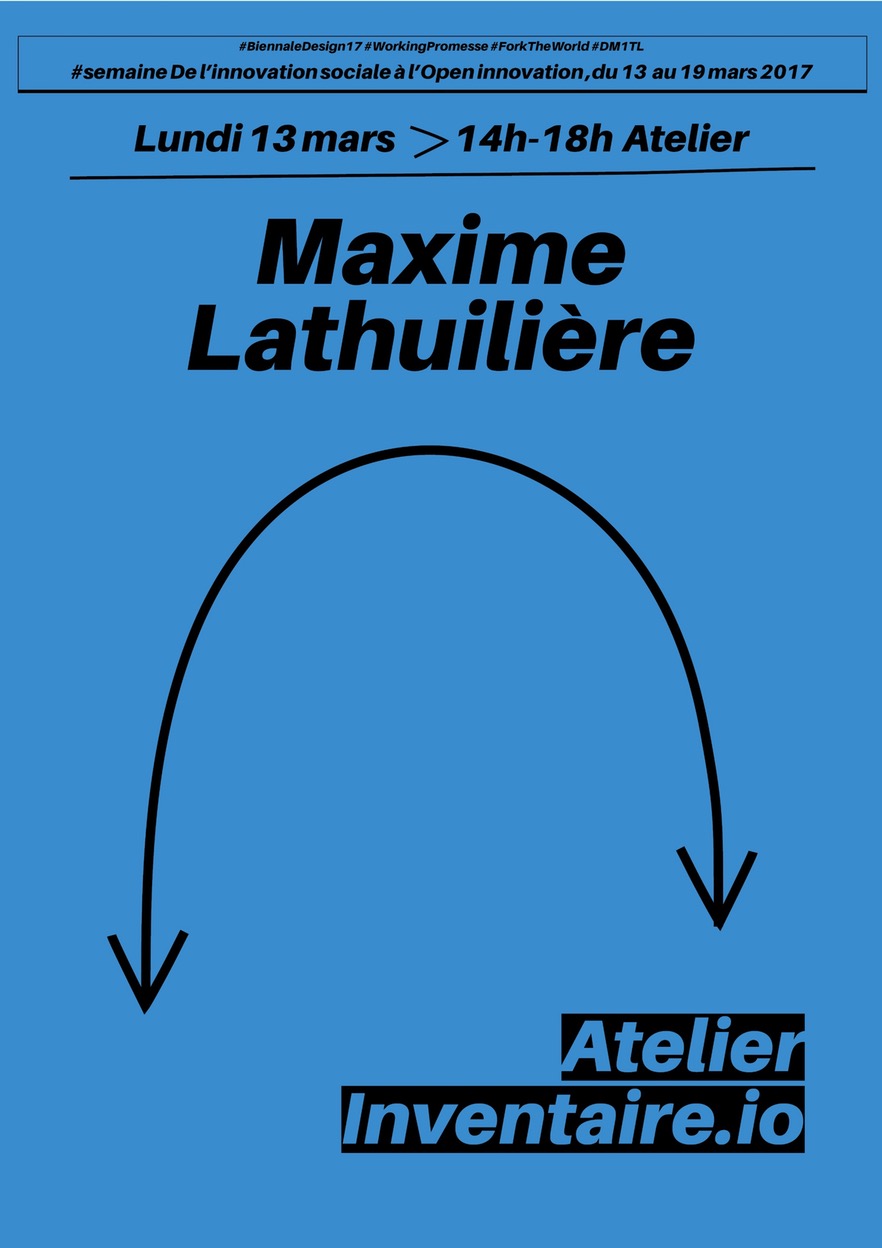 #BiennaleDesign17 #WorkingPromesse #ForkTheWorld #DM1TL
#semaine De l’innovation sociale à l’Open innovation, du 13 au 19 mars 2017
Lundi 13 mars > 14h-18h Atelier
Maxime
Lathuilière
Atelier
Inventaire.io